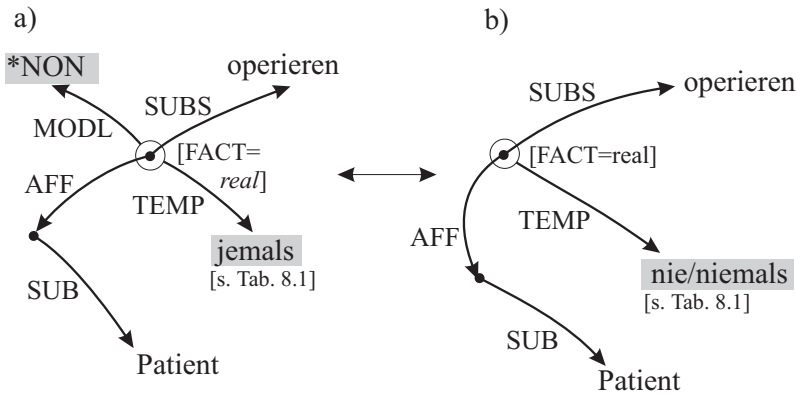 a)
*NON
operieren
SUBS
MODL
[FACT=
real]
AFF
TEMP
jemals
[s. Tab. 8.1]
SUB
Patient
b)
operieren
SUBS
[FACT=real]
TEMP
AFF
nie/niemals
[s. Tab. 8.1]
SUB
Patient